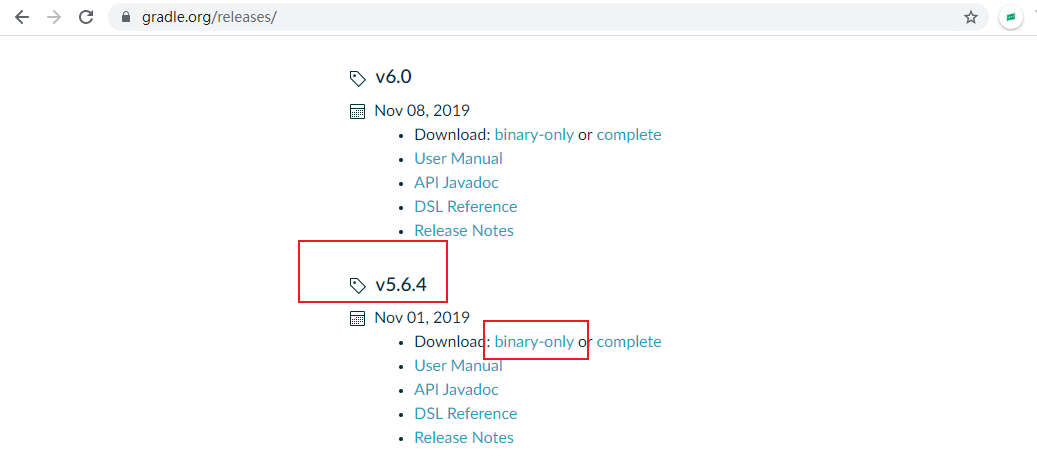 gradle.org/releases/
v6.0
Nov 08, 2019
Download: binary-only or complete
User Manual
API Javadoc
DSL Reference
Release Notes
v5.6.4
Nov 01, 2019
Download: binary-only or complete
User Manual
API Javadoc
DSL Reference
Release Notes